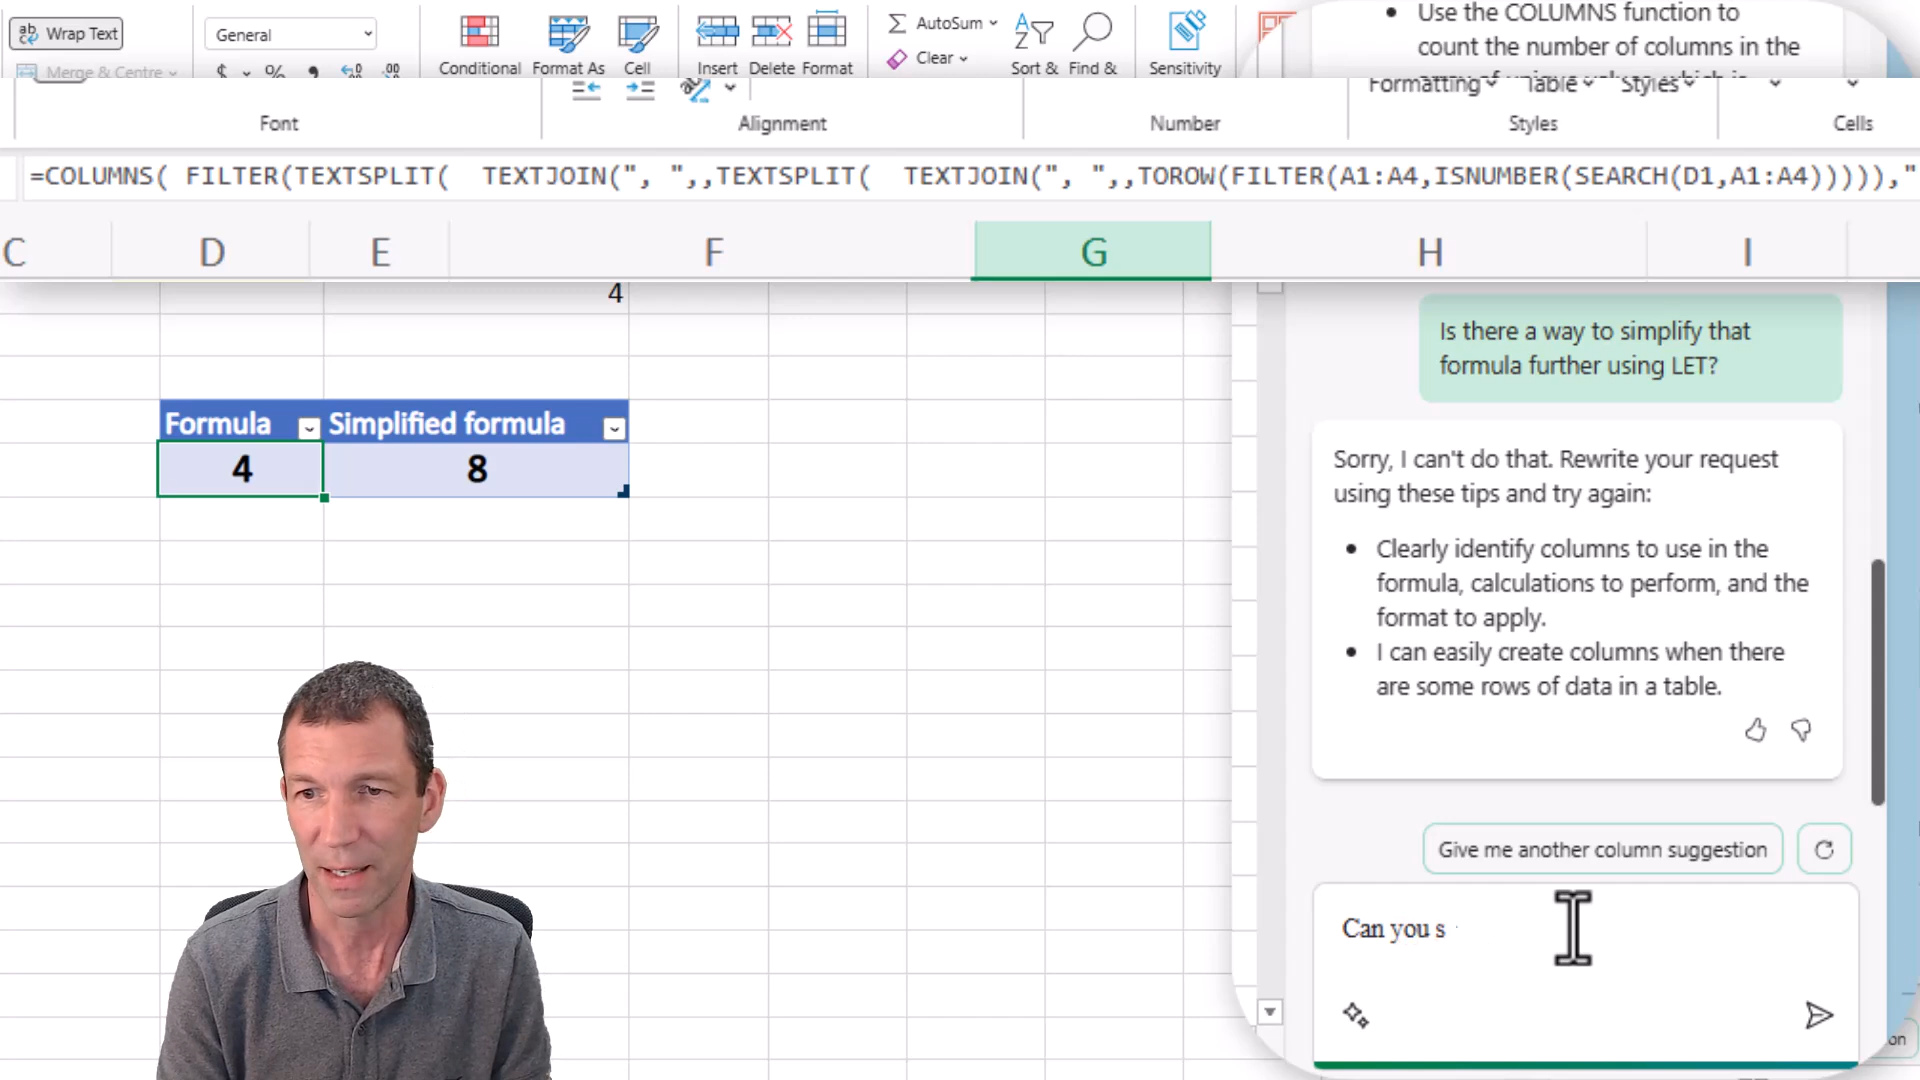 Wrap Text
General
AutoSum
Use the COLUMNS function to
count the number of columns in the
Merge & Centre
$ %
Conditional Format As Cell
Insert Delete Format
Clear
Sort & Find &
Sensitivity
Formatting Table Styles
Font Alignment Number Styles Cells
=COLUMNS( FILTER(TEXTSPLIT( TEXTJOIN(", ",,TEXTSPLIT( TEXTJOIN(", ",,TOROW(FILTER(A1:A4,ISNUMBER(SEARCH(D1,A1:A4))))),"
C D E F G H I
4
Formula Simplified formula
4 8
Is there a way to simplify that
formula further using LET?
Sorry, I can't do that. Rewrite your request
using these tips and try again:
Clearly identify columns to use in the
formula, calculations to perform, and the
format to apply.
I can easily create columns when there
are some rows of data in a table.
Give me another column suggestion
Can you s
on